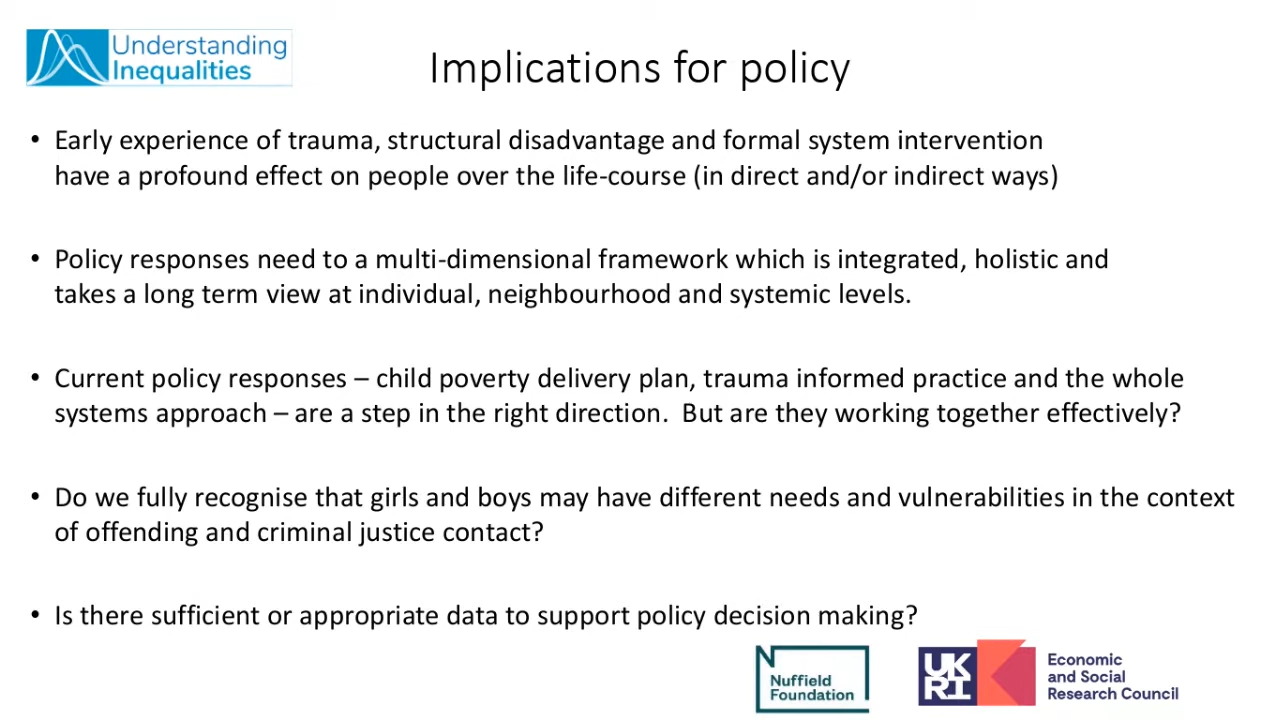 Understanding
Inequalities
Implications for policy
• Early experience of trauma, structural disadvantage and formal system intervention
have a profound effect on people over the life-course (in direct and/or indirect ways)
• Policy responses need to a multi-dimensional framework which is integrated, holistic and
takes a long term view at individual, neighbourhood and systemic levels.
• Current policy responses – child poverty delivery plan, trauma informed practice and the whole
systems approach – are a step in the right direction.  But are they working together effectively?
• Do we fully recognise that girls and boys may have different needs and vulnerabilities in the context
of offending and criminal justice contact?
• Is there sufficient or appropriate data to support policy decision making?
Nuffield
Foundation
UK
RI
Economic
and Social
Research Council